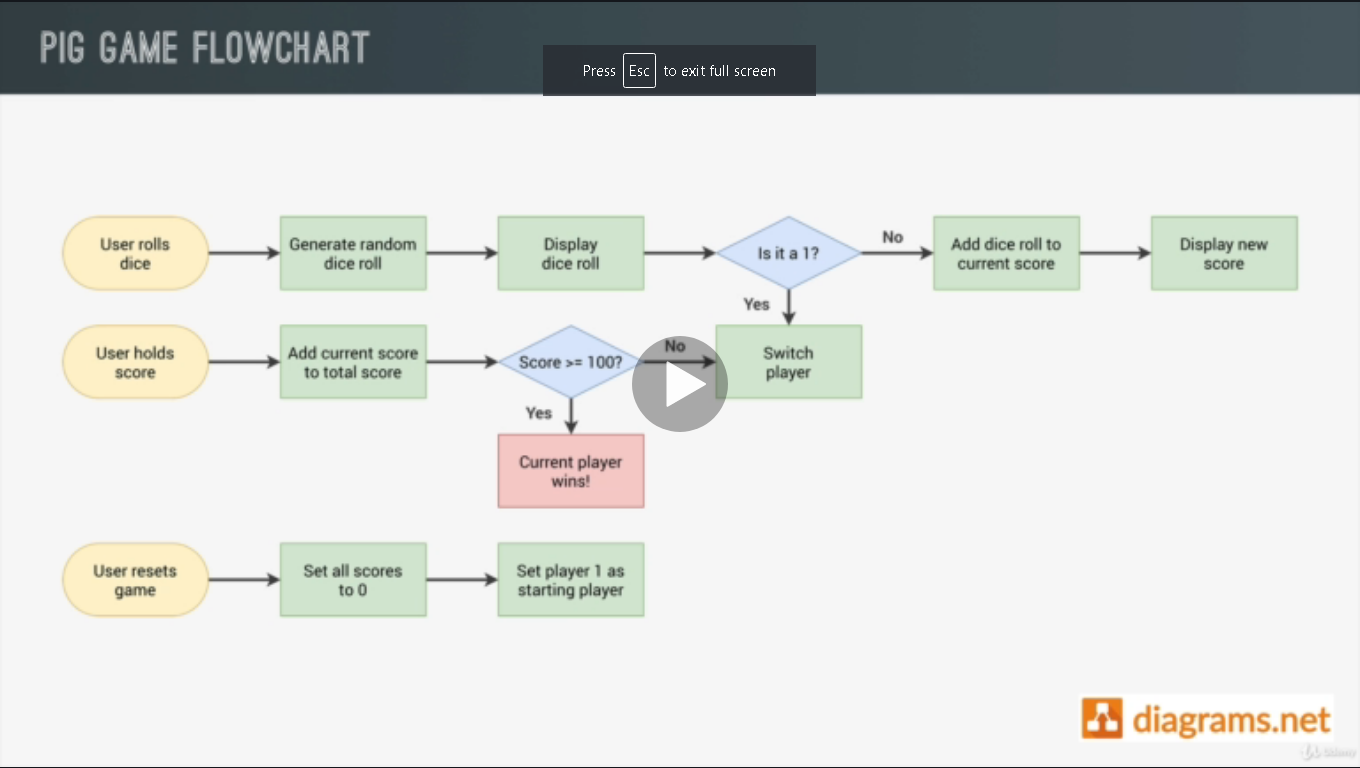 PIG GAME FLOWCHART
Press Esc to exit full screen
User rolls
dice
Generate random
dice roll
Display
dice roll
Is it a 1?
No
Add dice roll to
current score
Display new
score
Yes
User holds
score
Add current score
to total score
Score >= 100?
No
Switch
player
Yes
Current player
wins!
User resets
game
Set all scores
to 0
Set player 1 as
starting player
diagrams.net
Udemy